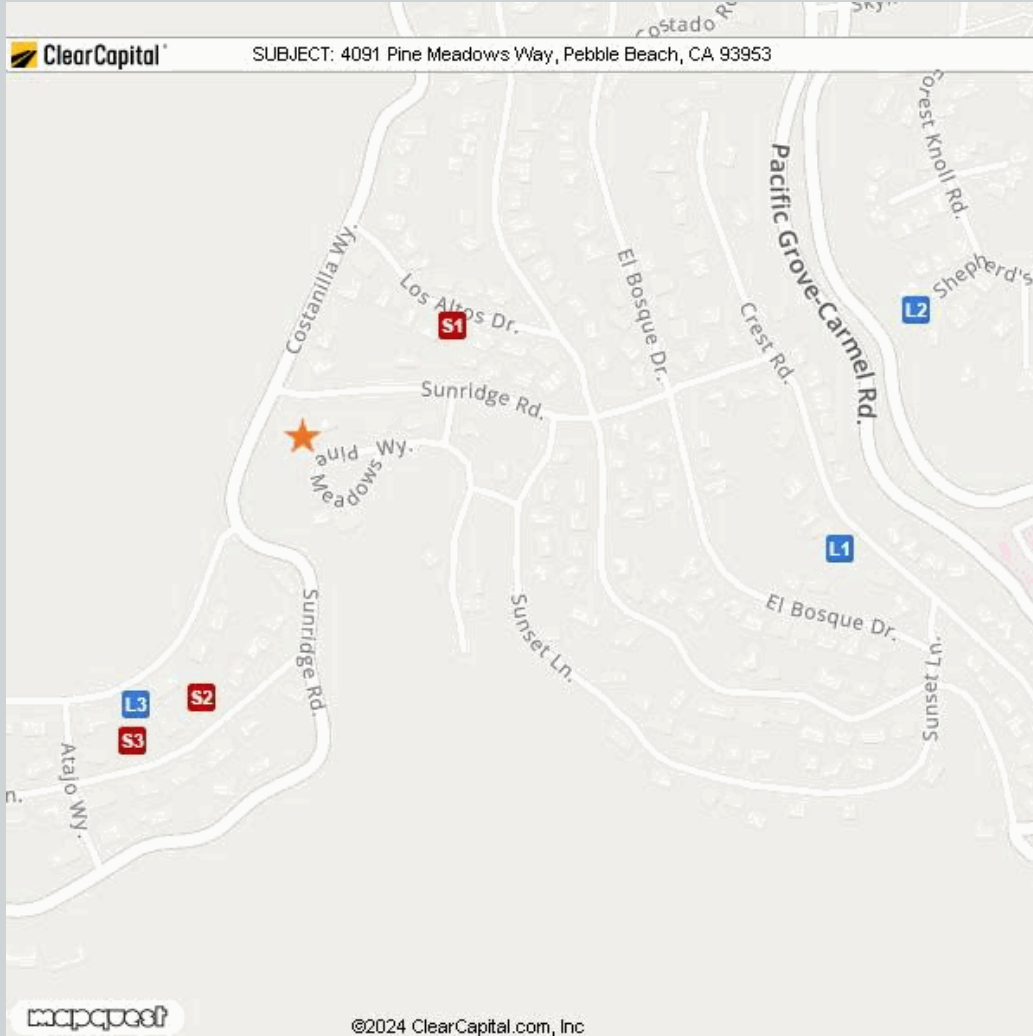 Costado Rd.
ClearCapital
SUBJECT: 4091 Pine Meadows Way, Pebble Beach, CA 93953
Forest Knoll Rd.
Pacific Grove-Carmel Rd.
Costanilla Wy.
El Bosque Dr.
Shepherd's
Los Altos Dr.
S1
L2
Crest Rd.
Sunridge Rd.
Pine
Meadows
Wy.
L1
El Bosque Dr.
Sunridge Rd.
Sunset Ln.
Sunset Ln.
L3
S2
S3
Atajo Wy.
n.
mapquest
©2024 ClearCapital.com, Inc